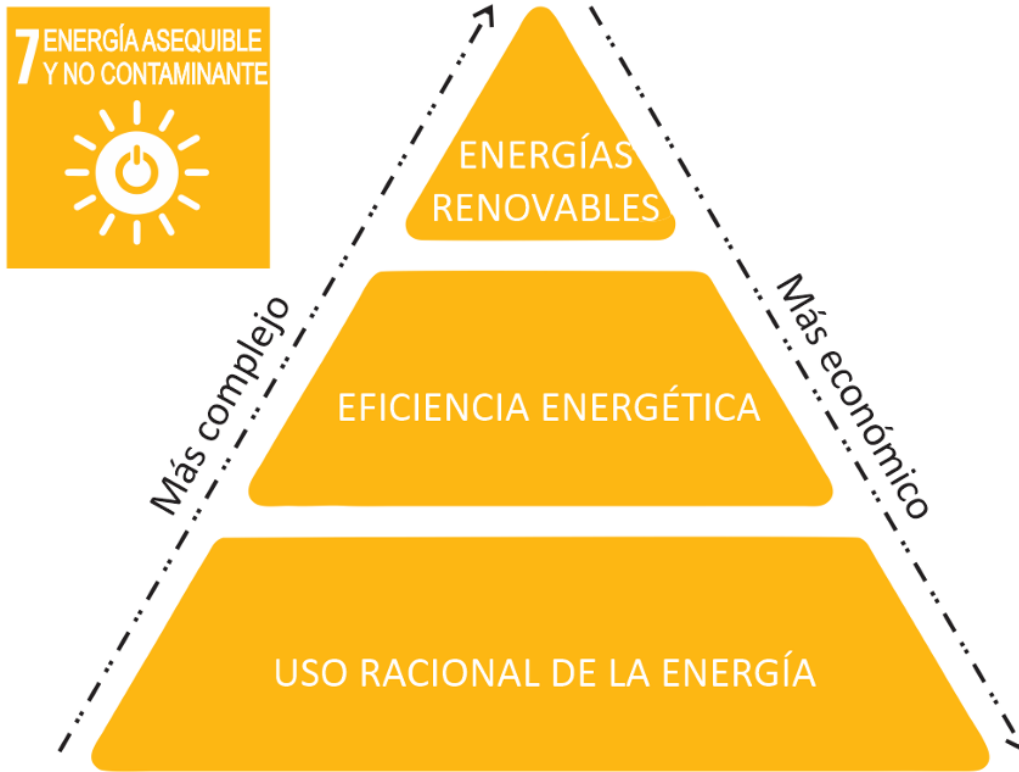 7 ENERGÍA ASEQUIBLE
Y NO CONTAMINANTE
ENERGÍAS
RENOVABLES
Más complejo
Más económico
EFICIENCIA ENERGÉTICA
USO RACIONAL DE LA ENERGÍA